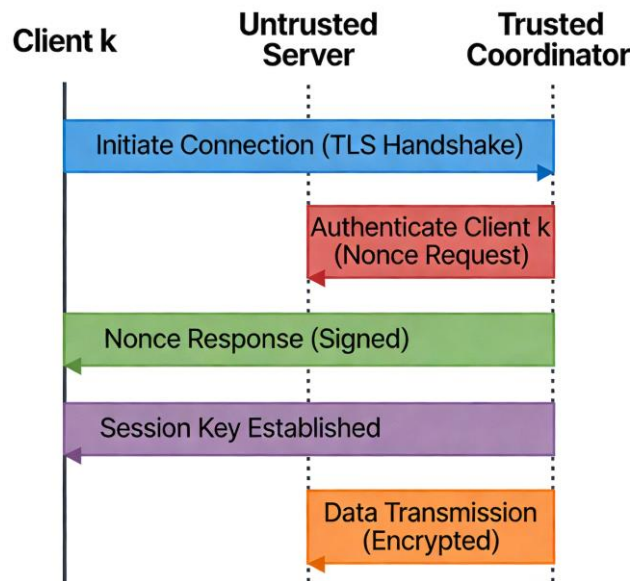 Client k
Untrusted
Server
Trusted
Coordinator
Initiate Connection (TLS Handshake)
Authenticate Client k
(Nonce Request)
Nonce Response (Signed)
Session Key Established
Data Transmission
(Encrypted)